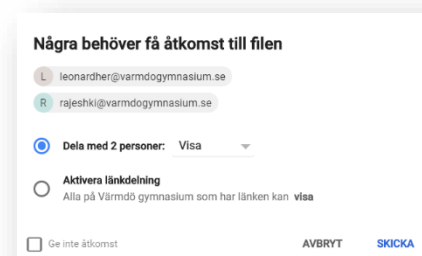 Några behöver få åtkomst till filen
L leonardher@varmdogymnasium.se
R rajeshki@varmdogymnasium.se
Dela med 2 personer: Visa
Aktivera länkdelning
Alla på Värmdö gymnasium som har länken kan visa
Ge inte åtkomst AVBRYT SKICKA